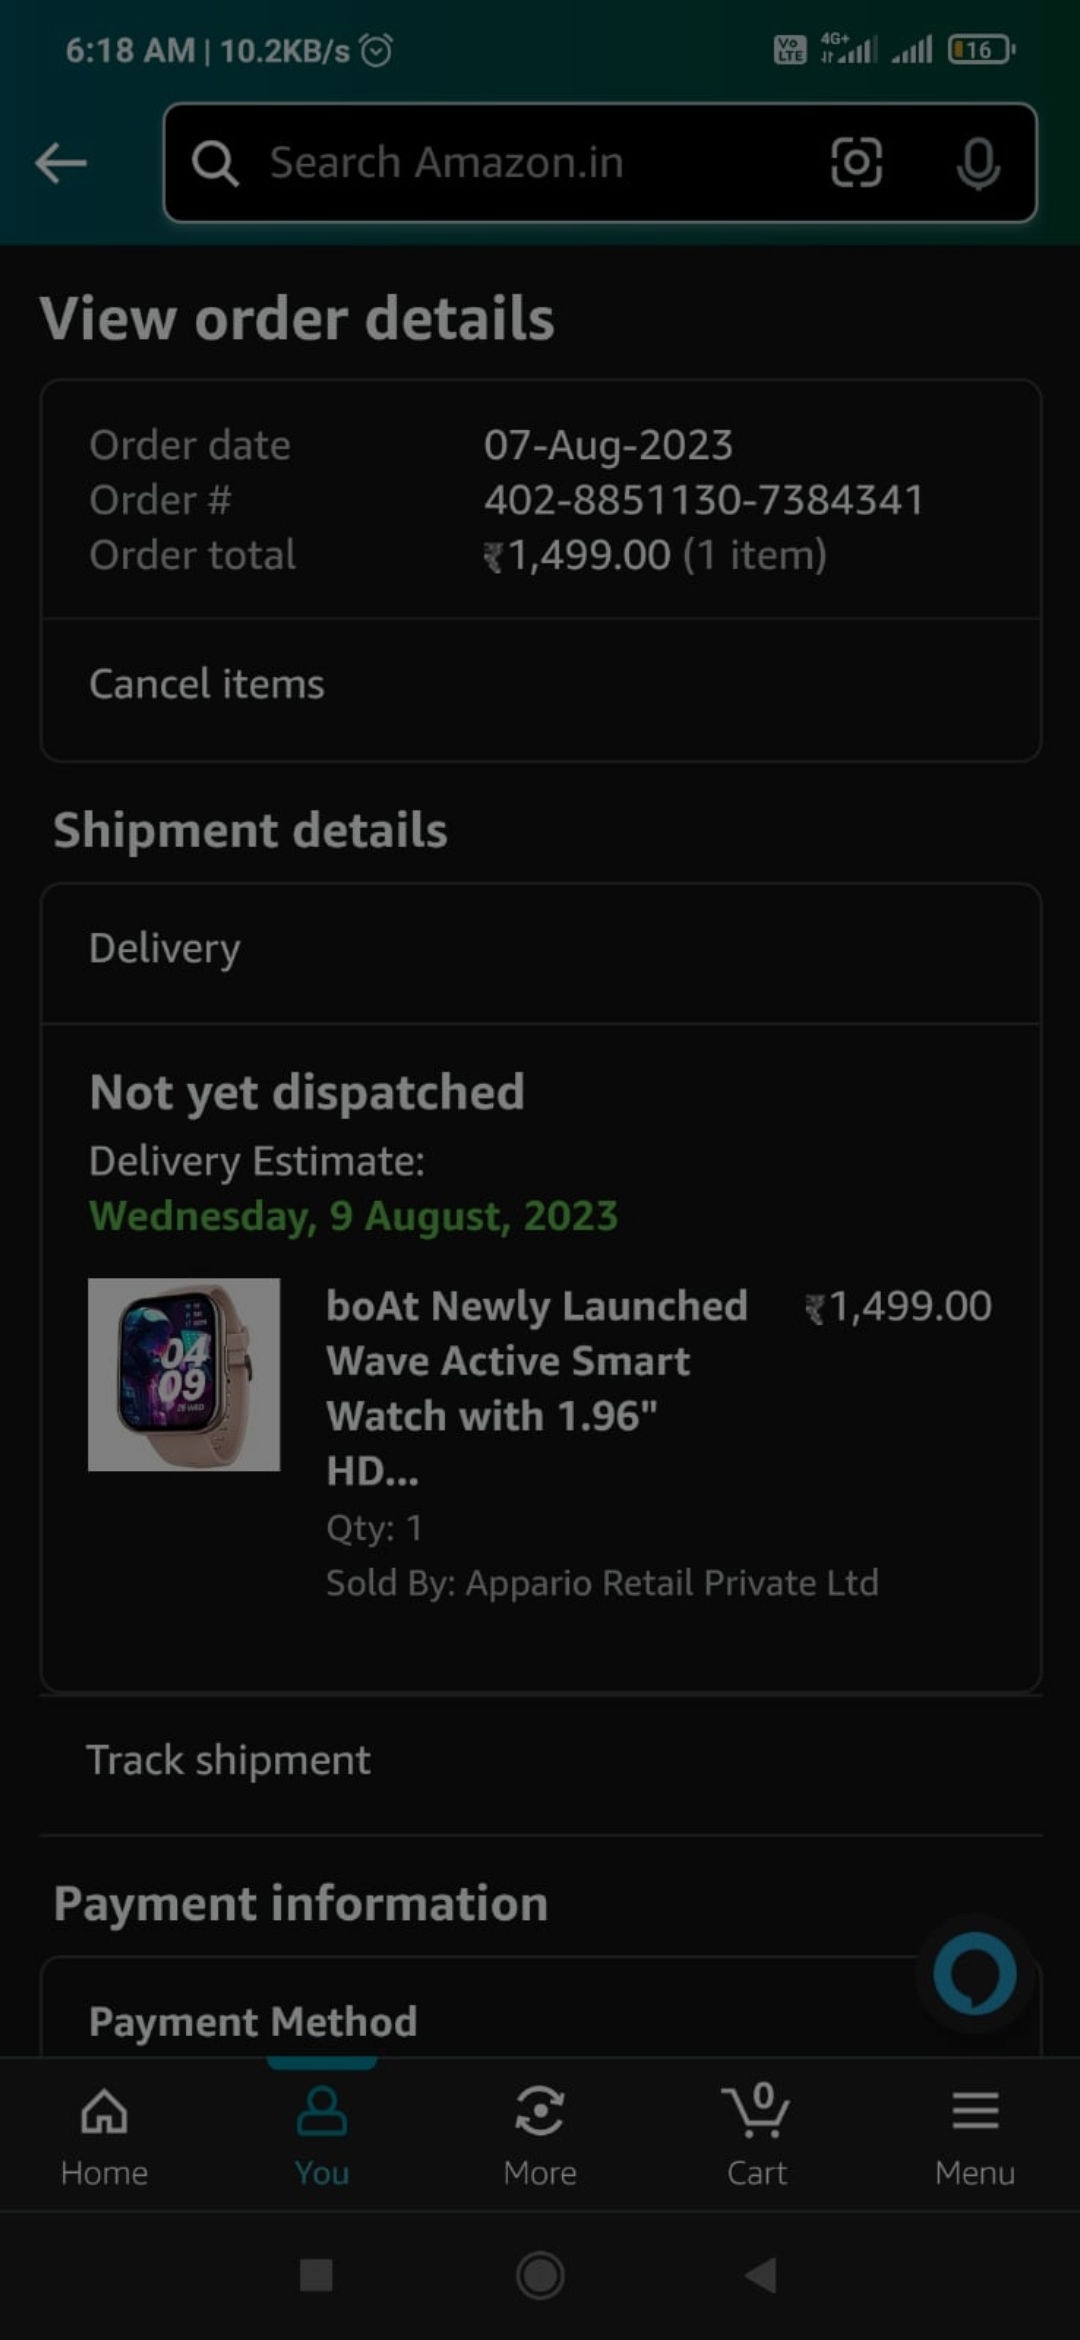 6:18 AM | 10.2KB/s
Vo LTE 4G+ 16
Search Amazon.in
View order details
Order date 07-Aug-2023
Order # 402-8851130-7384341
Order total ₹1,499.00 (1 item)
Cancel items
Shipment details
Delivery
Not yet dispatched
Delivery Estimate:
Wednesday, 9 August, 2023
boAt Newly Launched ₹1,499.00
Wave Active Smart
Watch with 1.96"
HD...
Qty: 1
Sold By: Appario Retail Private Ltd
04
09
Track shipment
Payment information
Payment Method
0
Home You More Cart Menu